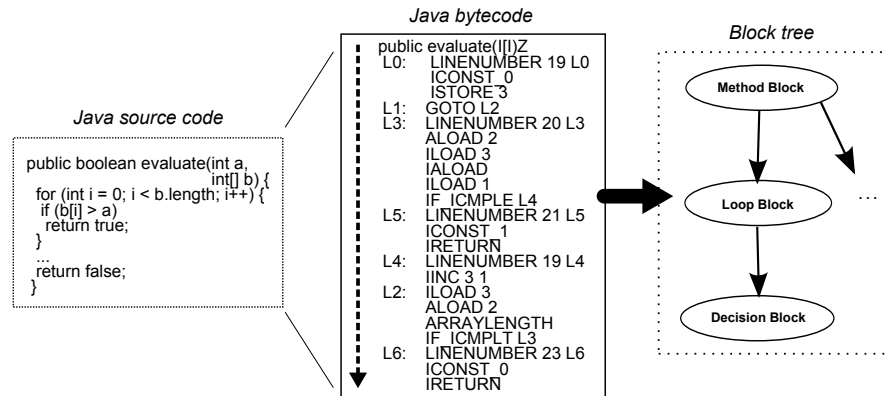 Java source code
public boolean evaluate(int a,
int[] b) {
for (int i = 0; i < b.length; i++) {
if (b[i] > a)
return true;
}
...
return false;
}
Java bytecode
public evaluate(I[I)Z
L0: LINENUMBER 19 L0
ICONST_0
ISTORE 3
L1: GOTO L2
L3: LINENUMBER 20 L3
ALOAD 2
ILOAD 3
IALOAD
ILOAD 1
IF_ICMPLE L4
L5: LINENUMBER 21 L5
ICONST_1
IRETURN
L4: LINENUMBER 19 L4
IINC 3 1
L2: ILOAD 3
ALOAD 2
ARRAYLENGTH
IF_ICMPLT L3
L6: LINENUMBER 23 L6
ICONST_0
IRETURN
Block tree
Method Block
Loop Block
...
Decision Block